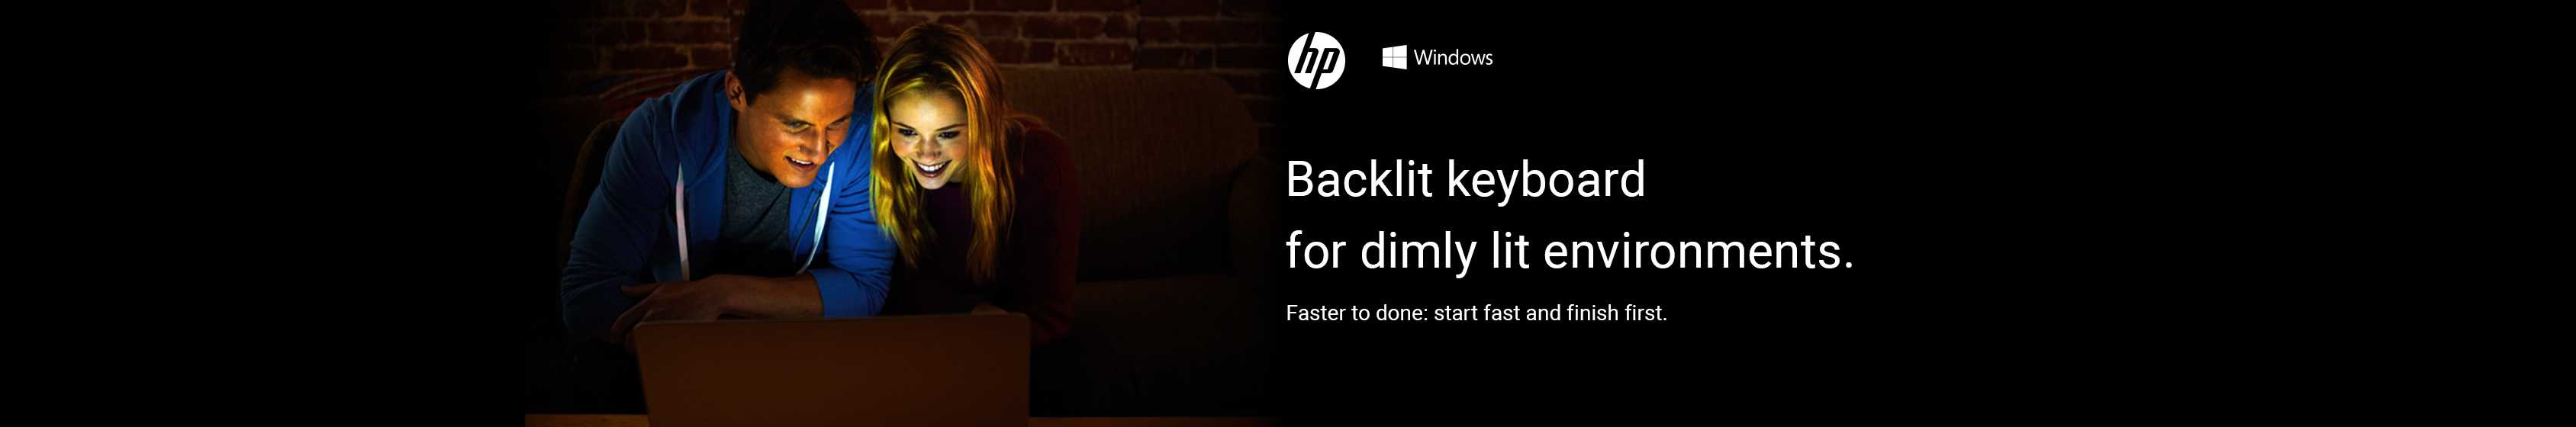 hp
Windows
Backlit keyboard
for dimly lit environments.
Faster to done: start fast and finish first.